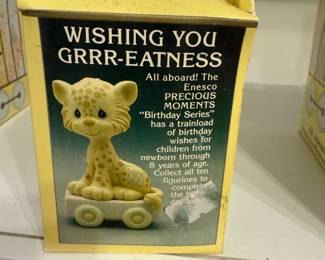 WISHING YOU
GRRR-EATNESS
All aboard! The
Enesco
PRECIOUS
MOMENTS
"Birthday Series"
has a trainload
of birthday
wishes for
children from
newborn through
8 years of age.
Collect all ten
figurines to
complete
the